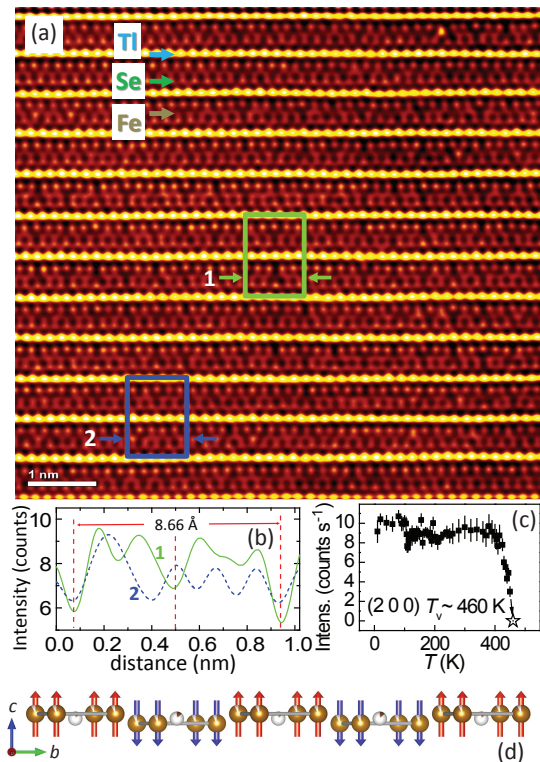 (a)
Tl
Se
Fe
1
2
1 nm
10
8
6
Intensity (counts)
8.66 Å
(b)
1
2
0.0 0.2 0.4 0.6 0.8 1.0
distance (nm)
12
10
8
6
4
2
0
Intens. (counts s⁻¹)
(c)
(2 0 0) Tᵥ~ 460 K
0 200 400 600
T (K)
c
b
(d)